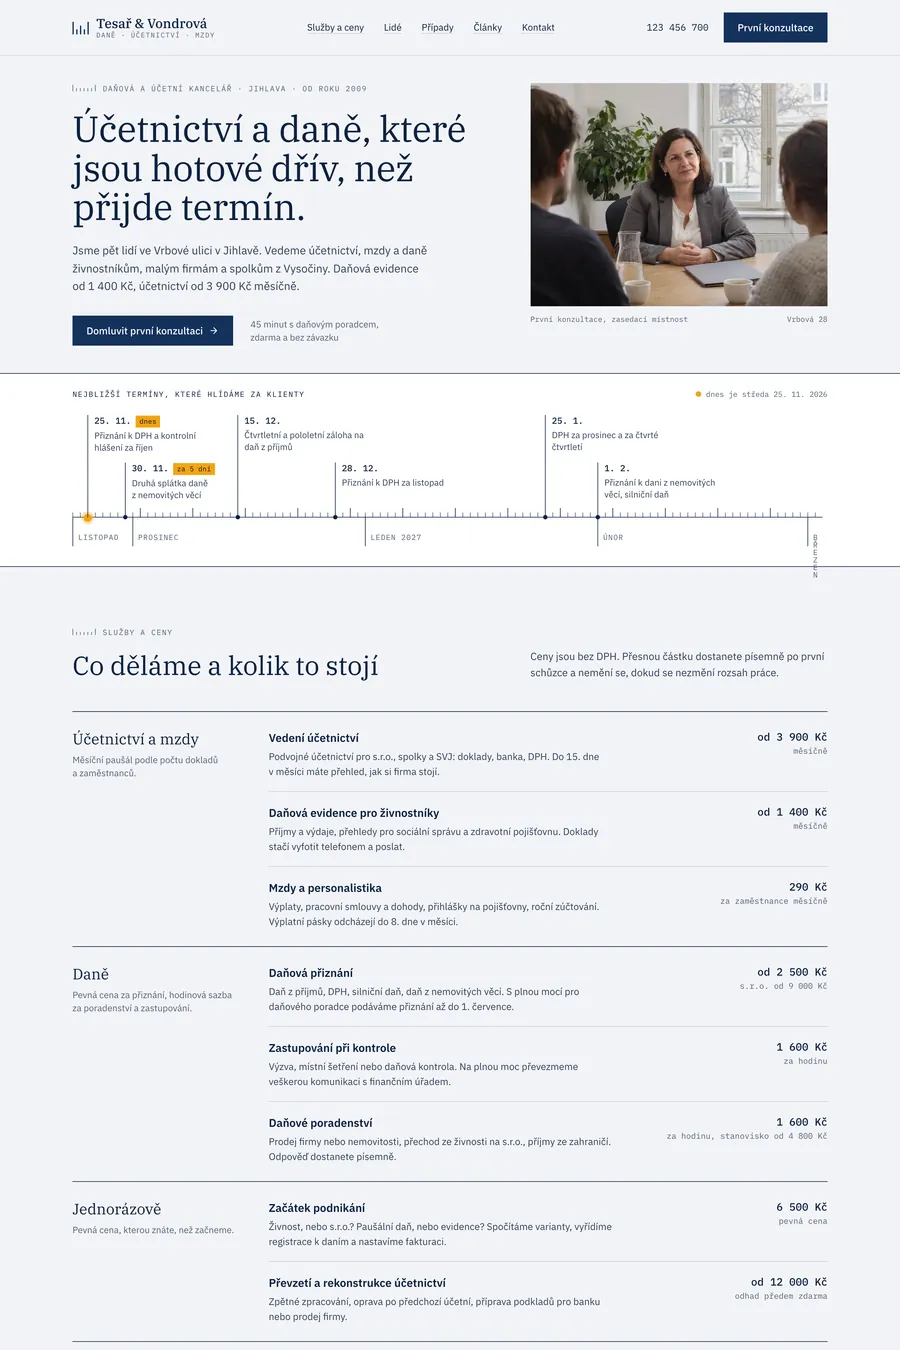 Tesař & Vondrová
DANĚ · ÚČETNICTVÍ · MZDY
Služby a ceny
Lidé
Případy
Články
Kontakt
123 456 700
První konzultace
DAŇOVÁ A ÚČETNÍ KANCELÁŘ · JIHLAVA · OD ROKU 2009
Účetnictví a daně, které
jsou hotové dřív, než
přijde termín.
Jsme pět lidí ve Vrbové ulici v Jihlavě. Vedeme účetnictví, mzdy a daně
živnostníkům, malým firmám a spolkům z Vysočiny. Daňová evidence
od 1 400 Kč, účetnictví od 3 900 Kč měsíčně.
Domluvit první konzultaci →
45 minut s daňovým poradcem,
zdarma a bez závazku
První konzultace, zasedací místnost
Vrbová 28
NEJBLIŽŠÍ TERMÍNY, KTERÉ HLÍDÁME ZA KLIENTY
dnes je středa 25. 11. 2026
25. 11. dnes
Přiznání k DPH a kontrolní
hlášení za říjen
15. 12.
Čtvrtletní a pololetní záloha na
daň z příjmů
25. 1.
DPH za prosinec a za čtvrté
čtvrtletí
30. 11. za 5 dní
Druhá splátka daně
z nemovitých věcí
28. 12.
Přiznání k DPH za listopad
1. 2.
Přiznání k dani z nemovitých
věcí, silniční daň
LISTOPAD
PROSINEC
LEDEN 2027
ÚNOR
BŘEZEN
SLUŽBY A CENY
Co děláme a kolik to stojí
Ceny jsou bez DPH. Přesnou částku dostanete písemně po první
schůzce a nemění se, dokud se nezmění rozsah práce.
Účetnictví a mzdy
Měsíční paušál podle počtu dokladů
a zaměstnanců.
Vedení účetnictví
Podvojné účetnictví pro s.r.o., spolky a SVJ: doklady, banka, DPH. Do 15. dne
v měsíci máte přehled, jak si firma stojí.
od 3 900 Kč
měsíčně
Daňová evidence pro živnostníky
Příjmy a výdaje, přehledy pro sociální správu a zdravotní pojišťovnu. Doklady
stačí vyfotit telefonem a poslat.
od 1 400 Kč
měsíčně
Mzdy a personalistika
Výplaty, pracovní smlouvy a dohody, přihlášky na pojišťovny, roční zúčtování.
Výplatní pásky odcházejí do 8. dne v měsíci.
290 Kč
za zaměstnance měsíčně
Daně
Pevná cena za přiznání, hodinová sazba
za poradenství a zastupování.
Daňová přiznání
Daň z příjmů, DPH, silniční daň, daň z nemovitých věcí. S plnou mocí pro
daňového poradce podáváme přiznání až do 1. července.
od 2 500 Kč
s.r.o. od 9 000 Kč
Zastupování při kontrole
Výzva, místní šetření nebo daňová kontrola. Na plnou moc převezmeme
veškerou komunikaci s finančním úřadem.
1 600 Kč
za hodinu
Daňové poradenství
Prodej firmy nebo nemovitosti, přechod ze živnosti na s.r.o., příjmy ze zahraničí.
Odpověď dostanete písemně.
1 600 Kč
za hodinu, stanovisko od 4 800 Kč
Jednorázově
Pevná cena, kterou znáte, než začneme.
Začátek podnikání
Živnost, nebo s.r.o.? Paušální daň, nebo evidence? Spočítáme varianty, vyřídíme
registrace k daním a nastavíme fakturaci.
6 500 Kč
pevná cena
Převzetí a rekonstrukce účetnictví
Zpětné zpracování, oprava po předchozí účetní, příprava podkladů pro banku
nebo prodej firmy.
od 12 000 Kč
odhad předem zdarma